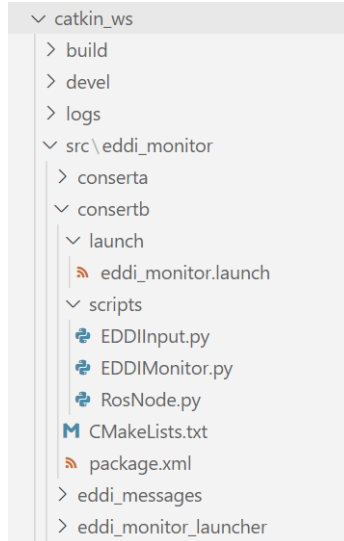 catkin_ws
build
devel
logs
src\eddi_monitor
conserta
consertb
launch
eddi_monitor.launch
scripts
EDDIInput.py
EDDIMonitor.py
RosNode.py
CMakeLists.txt
package.xml
eddi_messages
eddi_monitor_launcher